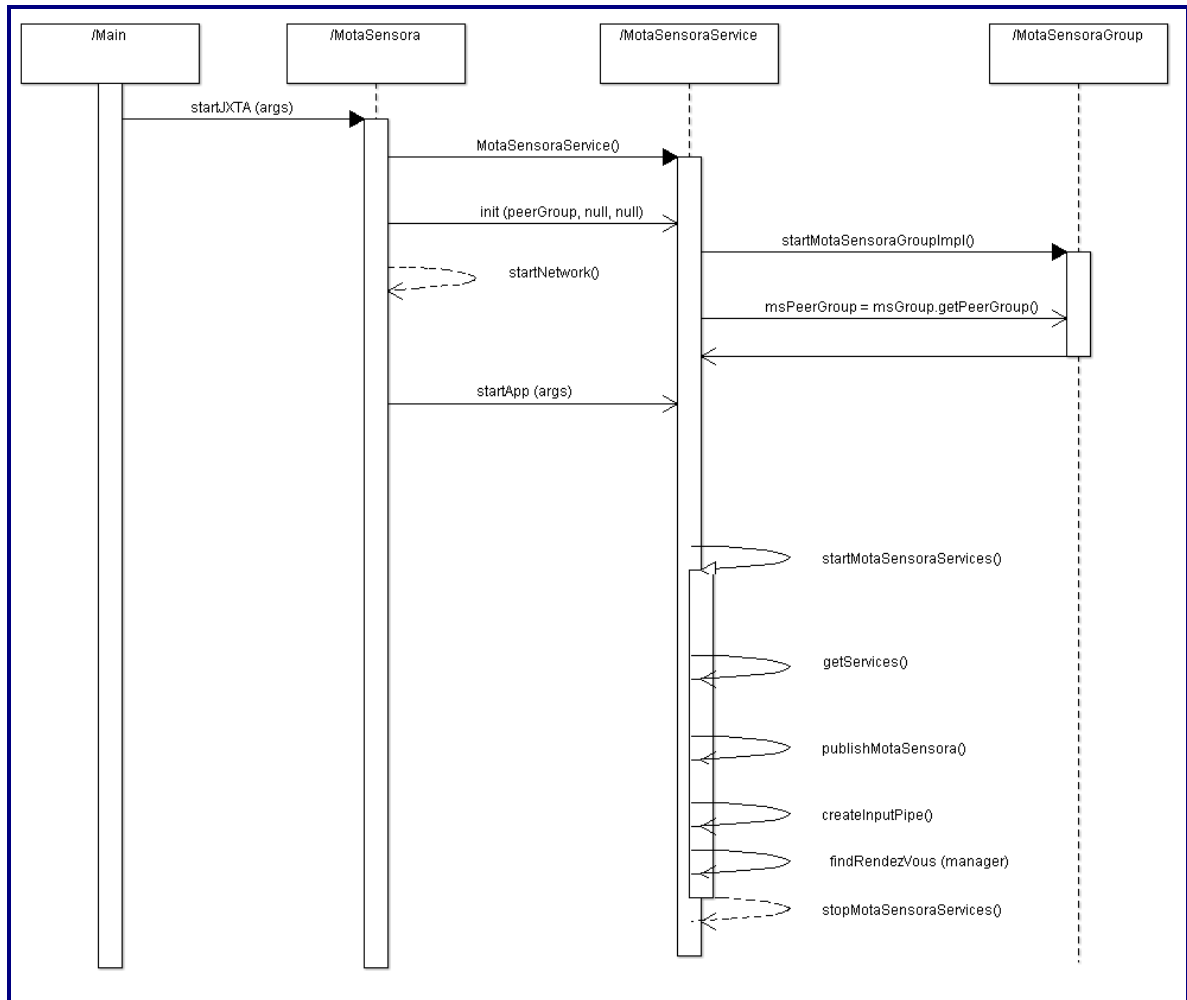 /Main
/MotaSensora
/MotaSensoraService
/MotaSensoraGroup
startJXTA (args)
MotaSensoraService()
init (peerGroup, null, null)
startMotaSensoraGroupImpl()
startNetwork()
msPeerGroup = msGroup.getPeerGroup()
startApp (args)
startMotaSensoraServices()
getServices()
publishMotaSensora()
createInputPipe()
findRendezVous (manager)
stopMotaSensoraServices()